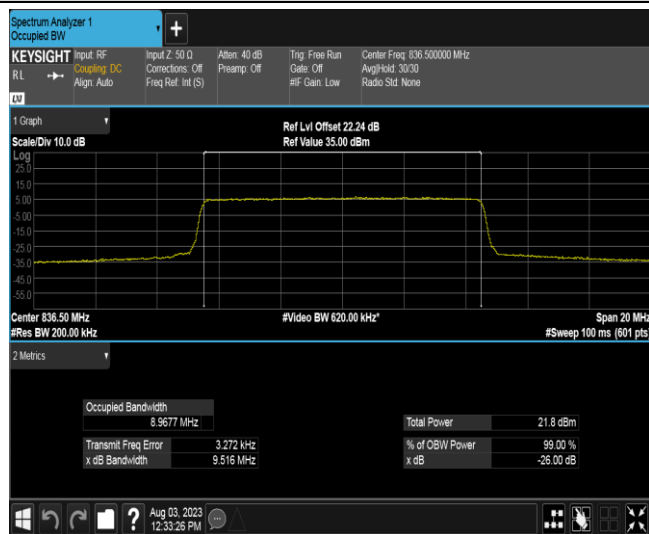 Spectrum Analyzer 1
Occupied BW
+
KEYSIGHT
RL
LXI
Input: RF
Coupling: DC
Align: Auto
Input Z: 50 Ω
Corrections: Off
Freq Ref: Int (S)
Atten: 40 dB
Preamp: Off
Trig: Free Run
Gate: Off
#IF Gain: Low
Center Freq: 836.500000 MHz
Avg|Hold: 30/30
Radio Std: None
1 Graph
Scale/Div 10.0 dB
Ref Lvl Offset 22.24 dB
Ref Value 35.00 dBm
Log
25.0
15.0
5.00
-5.00
-15.0
-25.0
-35.0
-45.0
-55.0
Center 836.50 MHz
#Video BW 620.00 kHz*
Span 20 MHz
#Res BW 200.00 kHz
#Sweep 100 ms (601 pts)
2 Metrics
Occupied Bandwidth
8.9677 MHz
Total Power 21.8 dBm
Transmit Freq Error 3.272 kHz
% of OBW Power 99.00 %
x dB Bandwidth 9.516 MHz
x dB -26.00 dB
?
Aug 03, 2023
12:33:26 PM